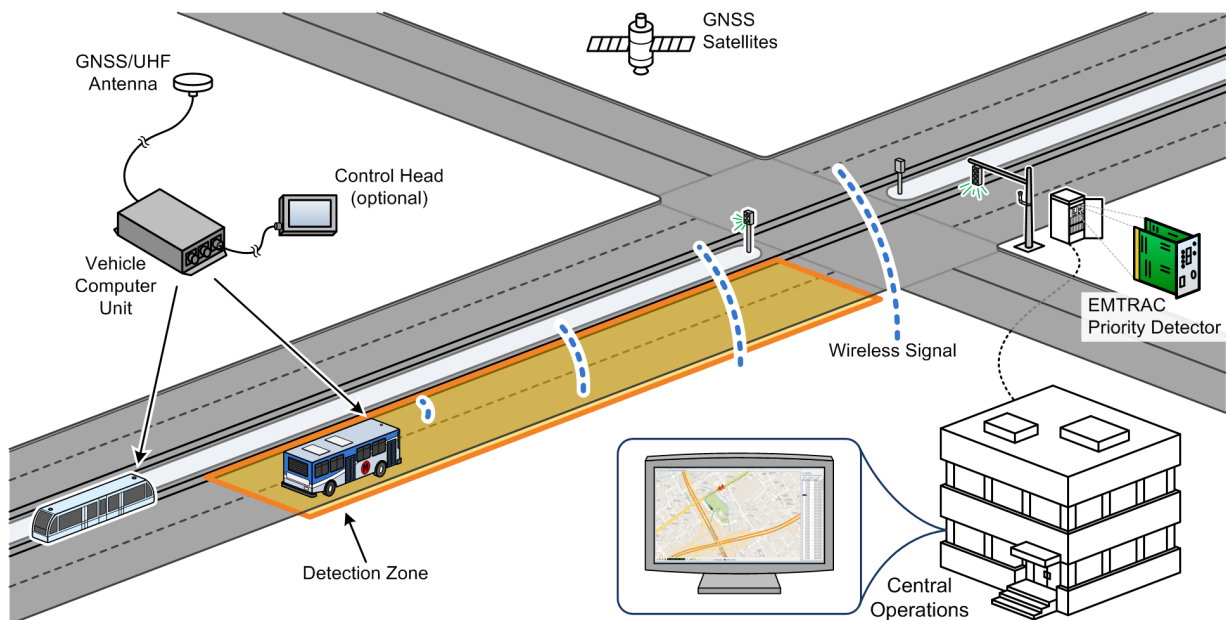 GNSS
Satellites
GNSS/UHF
Antenna
Control Head
(optional)
Vehicle
Computer
Unit
EMTRAC
Priority Detector
Wireless Signal
Detection Zone
Central
Operations